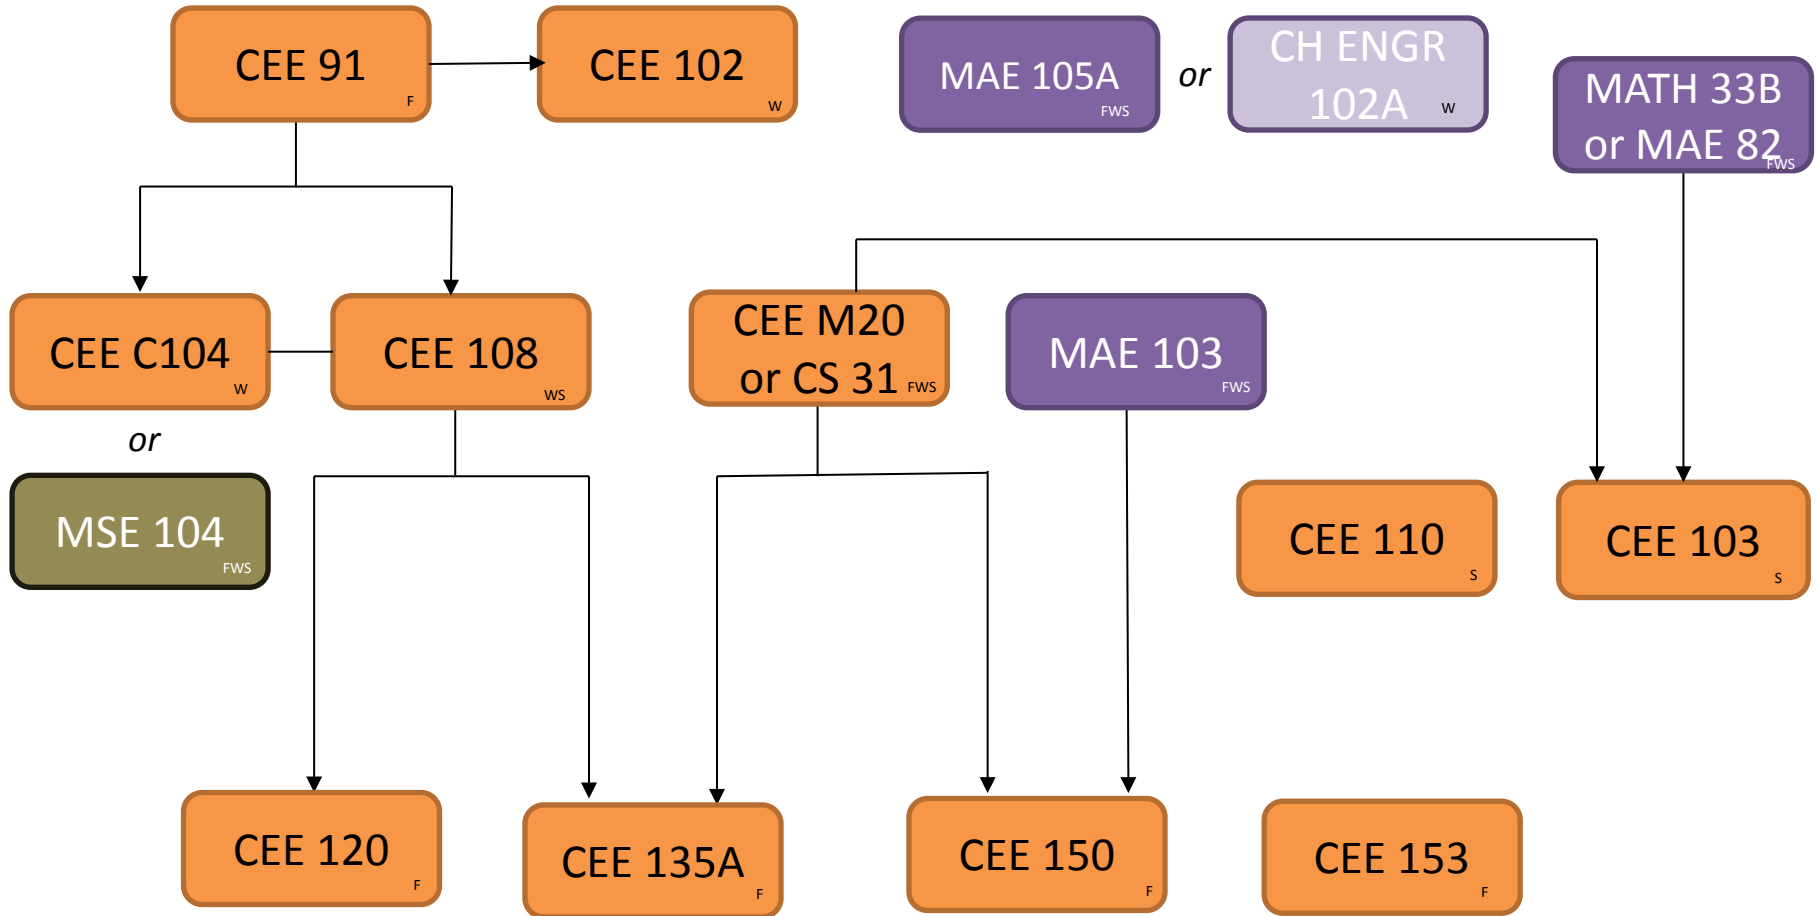 CEE 91
F
CEE 102
W
MAE 105A
FWS
or
CH ENGR
102A
W
MATH 33B
or MAE 82
FWS
CEE C104
W
CEE 108
WS
CEE M20
or CS 31
FWS
MAE 103
FWS
or
MSE 104
FWS
CEE 110
S
CEE 103
S
CEE 120
F
CEE 135A
F
CEE 150
F
CEE 153
F